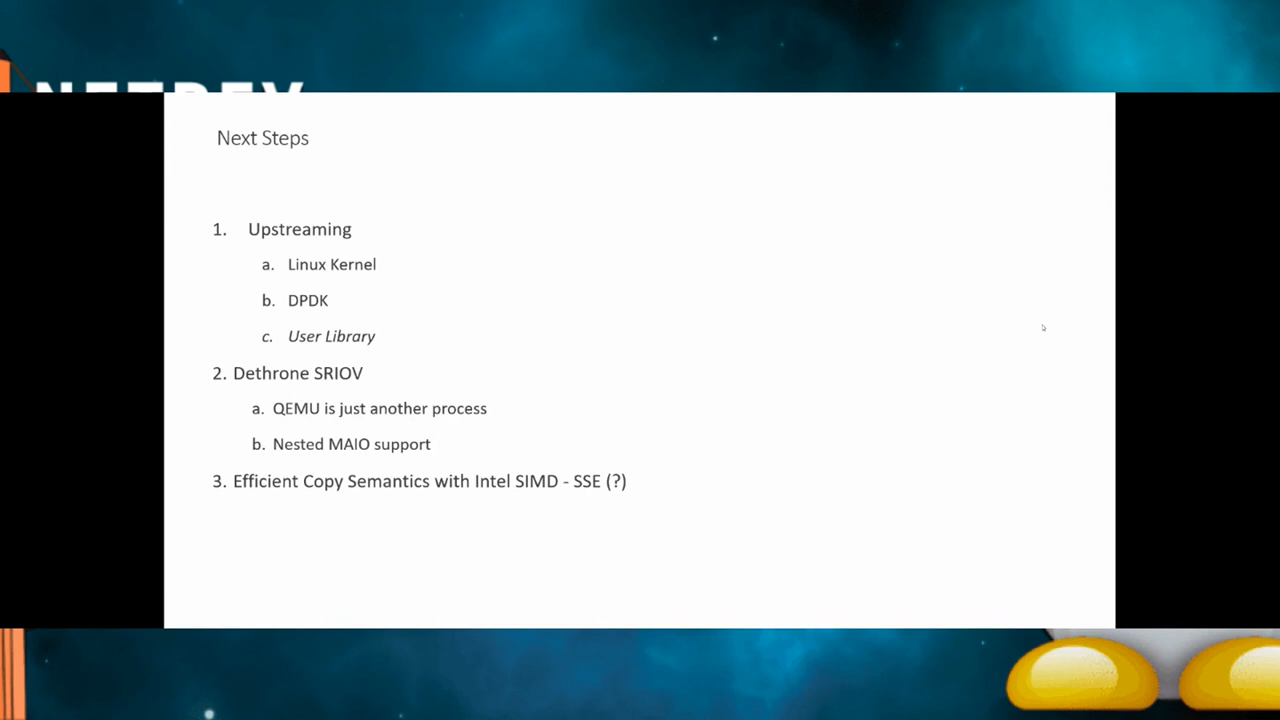 Next Steps
1. Upstreaming
a. Linux Kernel
b. DPDK
c. User Library
2. Dethrone SRIOV
a. QEMU is just another process
b. Nested MAIO support
3. Efficient Copy Semantics with Intel SIMD - SSE (?)